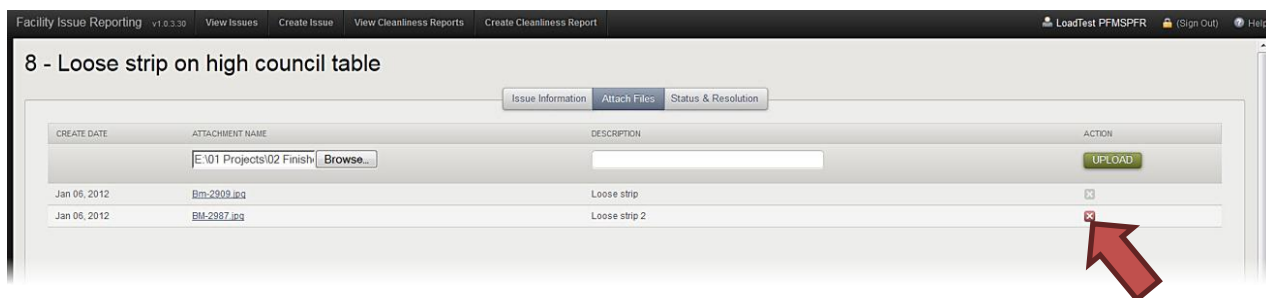 Facility Issue Reporting v1.0.3.30 View Issues Create Issue View Cleanliness Reports Create Cleanliness Report LoadTest PFMSPFR (Sign Out) Help
8 - Loose strip on high council table
Issue Information Attach Files Status & Resolution
CREATE DATE ATTACHMENT NAME DESCRIPTION ACTION
E:\01 Projects\02 Finish Browse... UPLOAD
Jan 06, 2012 Bm-2909.jpg Loose strip
Jan 06, 2012 BM-2987.jpg Loose strip 2